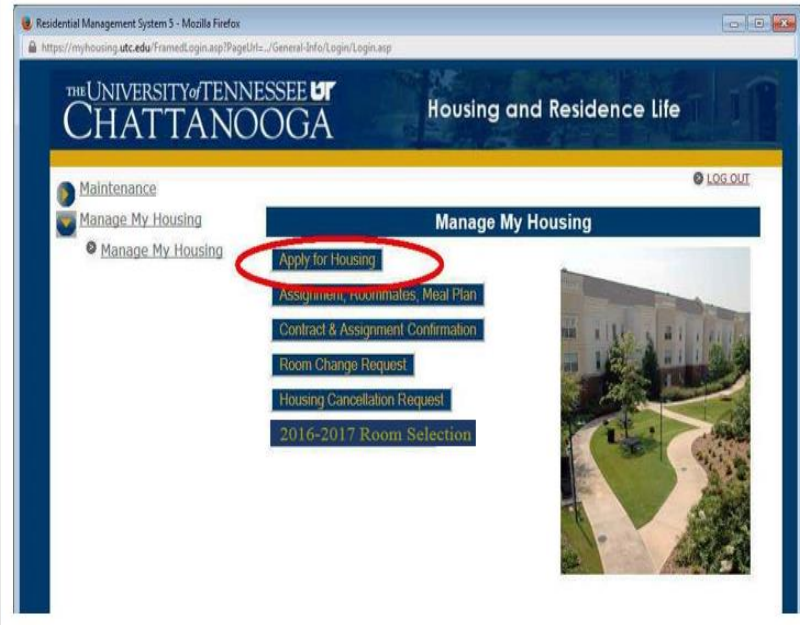 Residential Management System 5 - Mozilla Firefox
https://myhousing.utc.edu/FramedLogin.asp?PageUrl=../General-Info/Login/Login.asp
THE UNIVERSITY of TENNESSEE UT
CHATTANOOGA
Housing and Residence Life
LOG OUT
Maintenance
Manage My Housing
Manage My Housing
Manage My Housing
Apply for Housing
Assignment, Roommates, Meal Plan
Contract & Assignment Confirmation
Room Change Request
Housing Cancellation Request
2016-2017 Room Selection